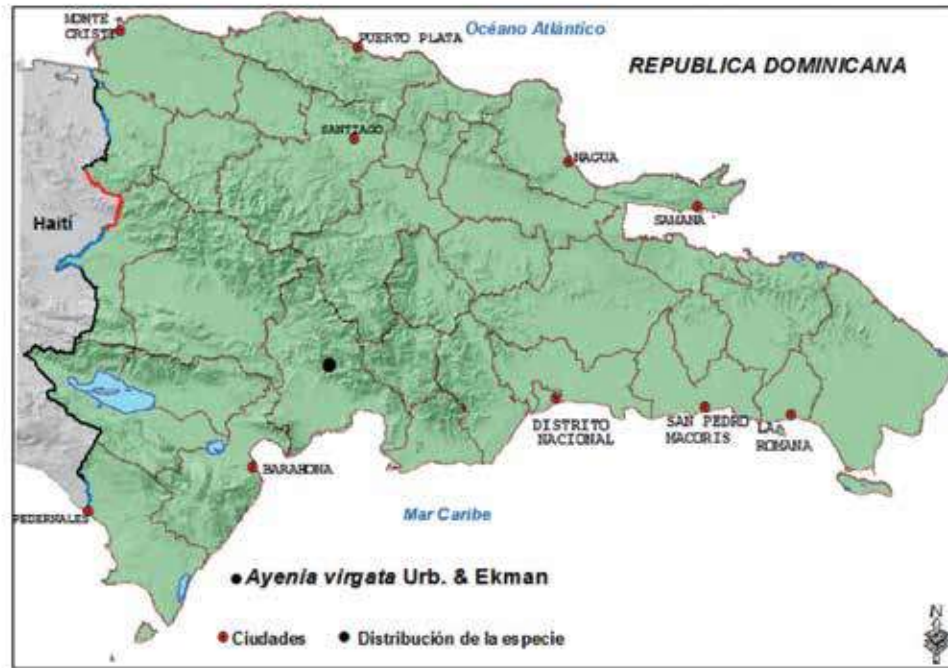 MONTE
CRISTI
PUERTO PLATA
Océano Atlántico
REPUBLICA DOMINICANA
SANTIAGO
NAGUA
SAMANA
Haití
DISTRITO
NACIONAL
SAN PEDRO
MACORIS
LA
ROMANA
BARAHONA
PEDERNALES
Mar Caribe
Ayenia virgata Urb. & Ekman
Ciudades
Distribución de la especie
N